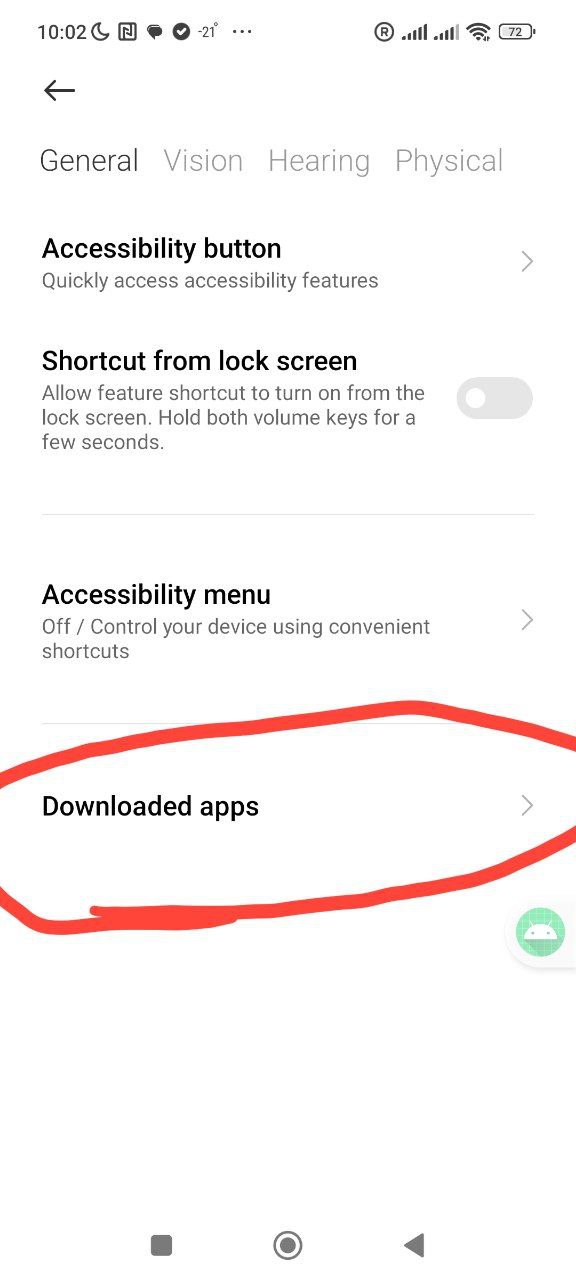 10:02 -21° ... R 72
General Vision Hearing Physical
Accessibility button
Quickly access accessibility features
Shortcut from lock screen
Allow feature shortcut to turn on from the
lock screen. Hold both volume keys for a
few seconds.
Accessibility menu
Off / Control your device using convenient
shortcuts
Downloaded apps